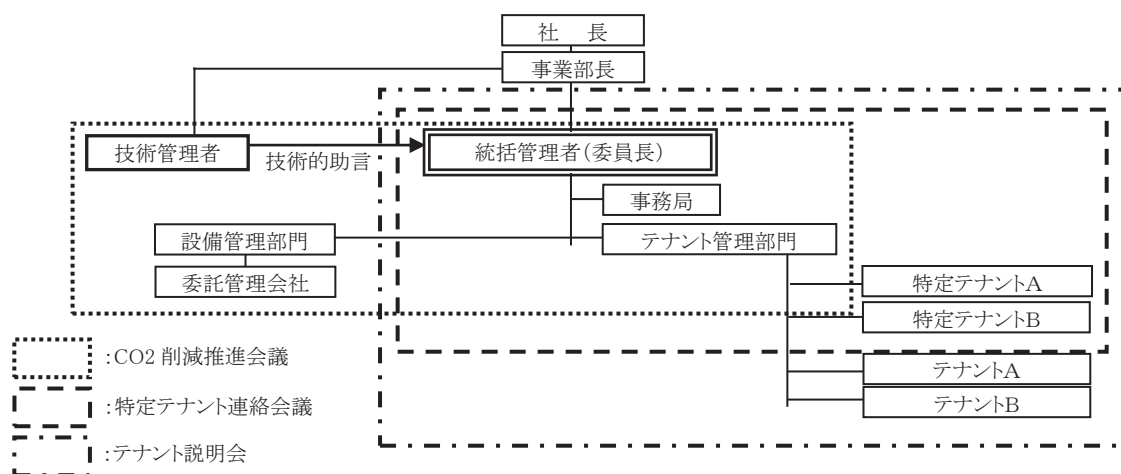 社　長
事業部長
技術管理者
技術的助言
統括管理者（委員長）
事務局
設備管理部門
テナント管理部門
委託管理会社
特定テナントA
特定テナントB
テナントA
テナントB
:CO2 削減推進会議
:特定テナント連絡会議
:テナント説明会